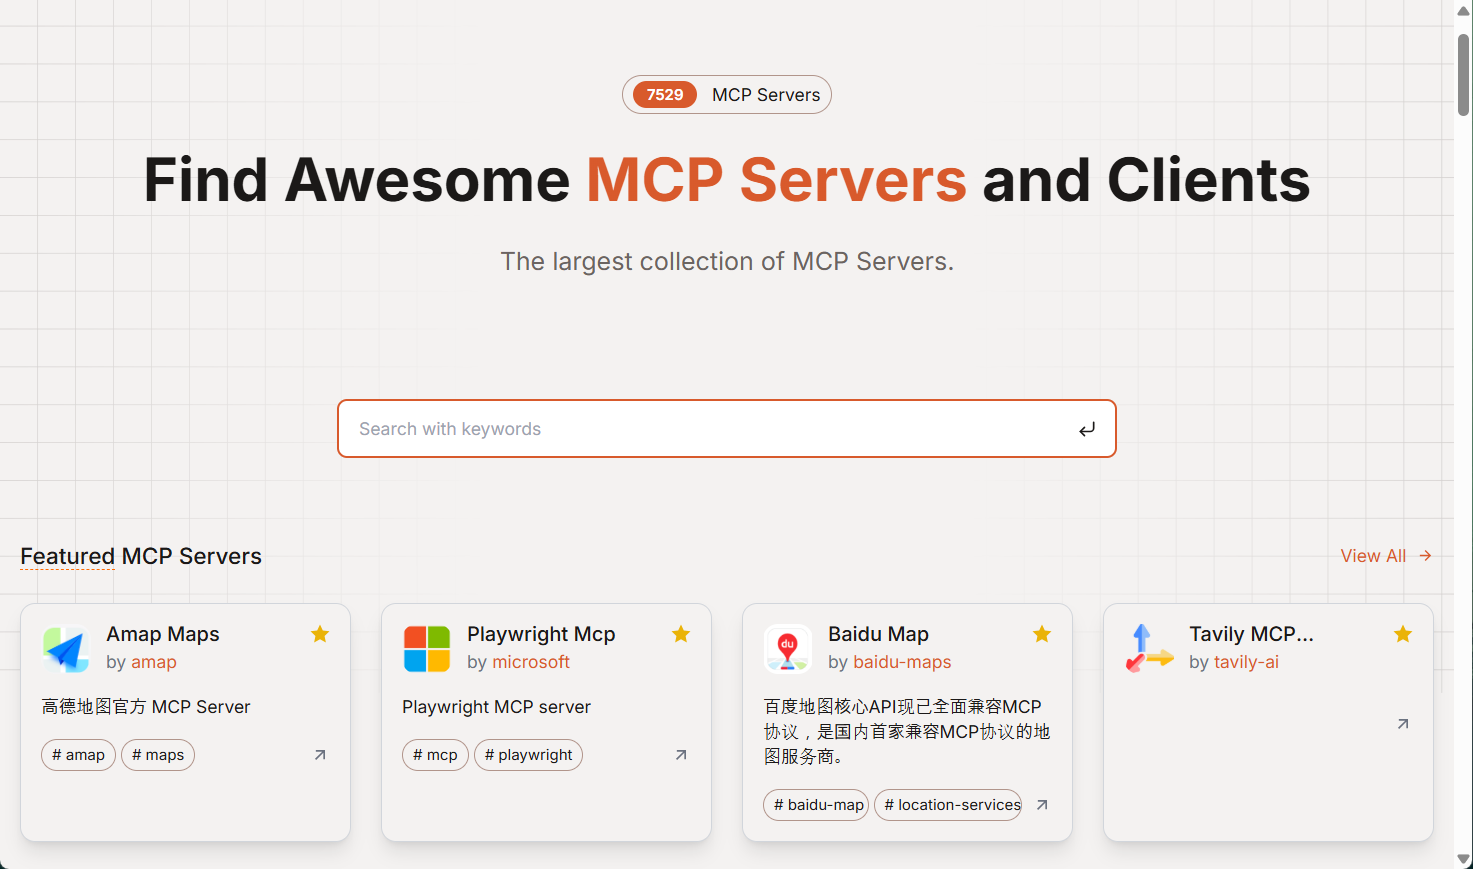 7529 MCP Servers
Find Awesome MCP Servers and Clients
The largest collection of MCP Servers.
Search with keywords
Featured MCP Servers
View All
Amap Maps
by amap
高德地图官方 MCP Server
# amap # maps
Playwright Mcp
by microsoft
Playwright MCP server
# mcp # playwright
Baidu Map
by baidu-maps
百度地图核心API现已全面兼容MCP
协议，是国内首家兼容MCP协议的地
图服务商。
# baidu-map # location-services
du
Tavily MCP...
by tavily-ai